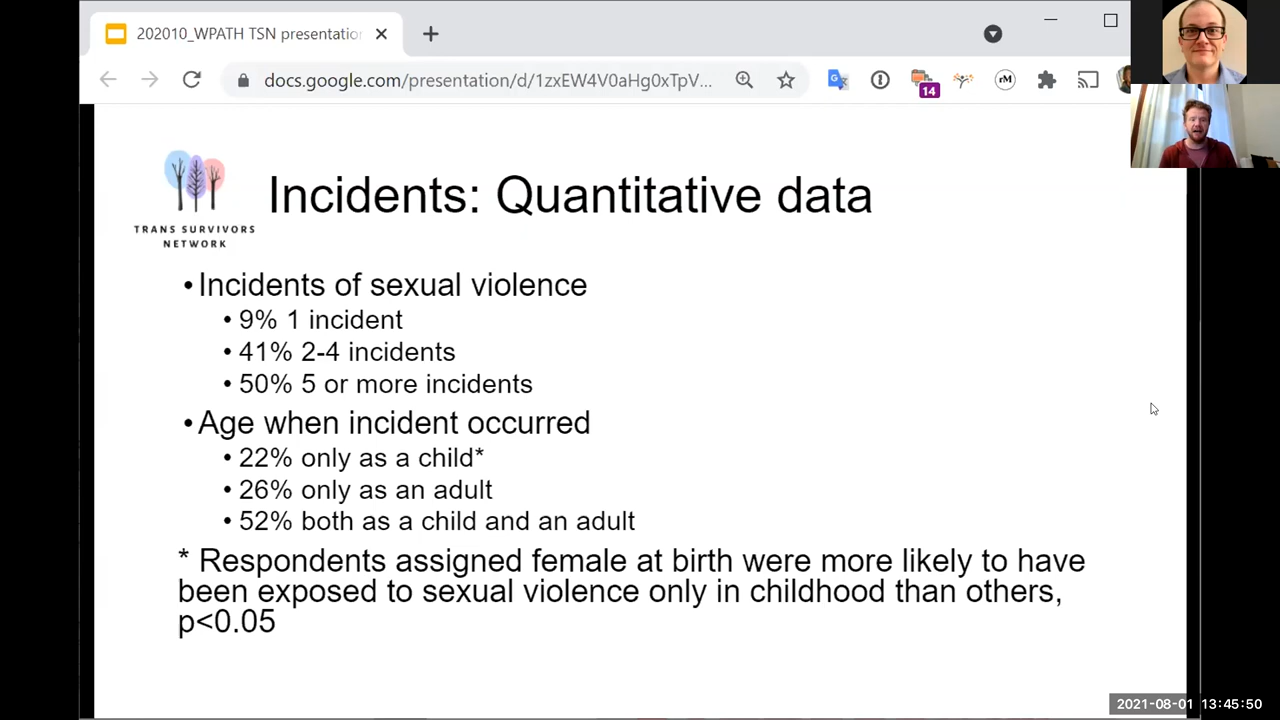 202010_WPATH TSN presentation
docs.google.com/presentation/d/1zxEW4V0aHg0xTpV...
14
rM
TRANS SURVIVORS
NETWORK
Incidents: Quantitative data
•Incidents of sexual violence
• 9% 1 incident
• 41% 2-4 incidents
• 50% 5 or more incidents
•Age when incident occurred
• 22% only as a child*
• 26% only as an adult
• 52% both as a child and an adult
* Respondents assigned female at birth were more likely to have
been exposed to sexual violence only in childhood than others,
p<0.05
2021-08-01 13:45:50